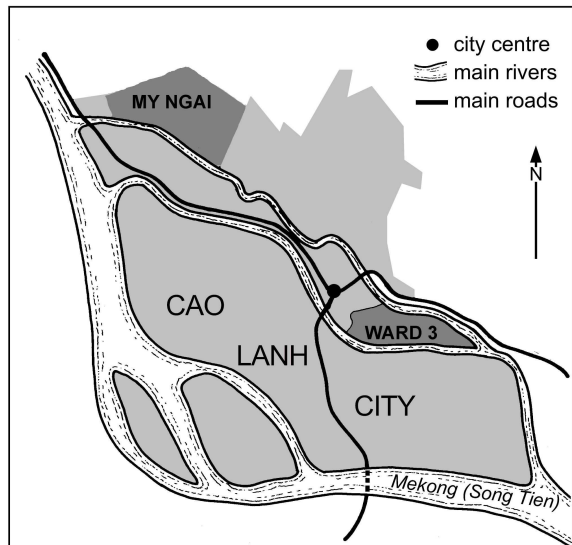 city centre
main rivers
main roads
MY NGAI
N
CAO
WARD 3
LANH
CITY
Mekong (Song Tien)